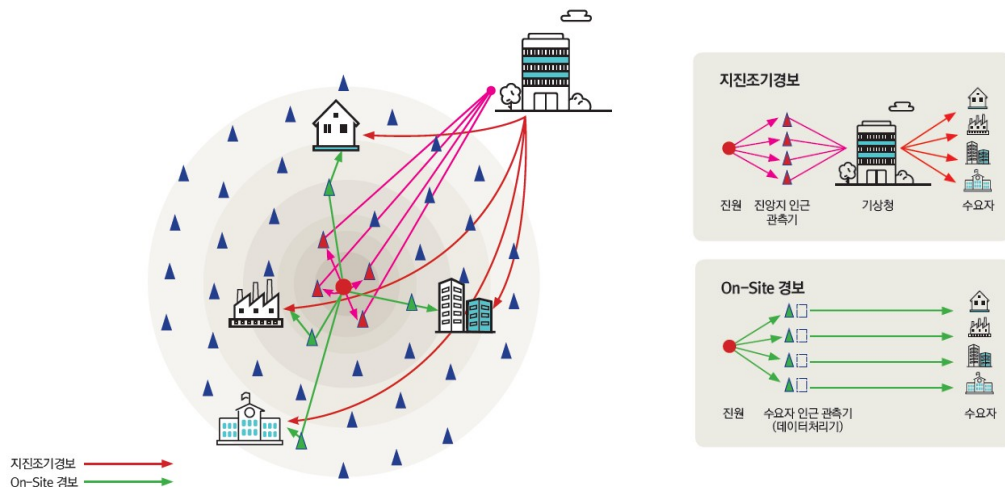 지진조기경보
진원
진앙지 인근
관측기
기상청
수요자
On-Site 경보
진원
수요자 인근 관측기
(데이터처리기)
수요자
지진조기경보
On-Site 경보